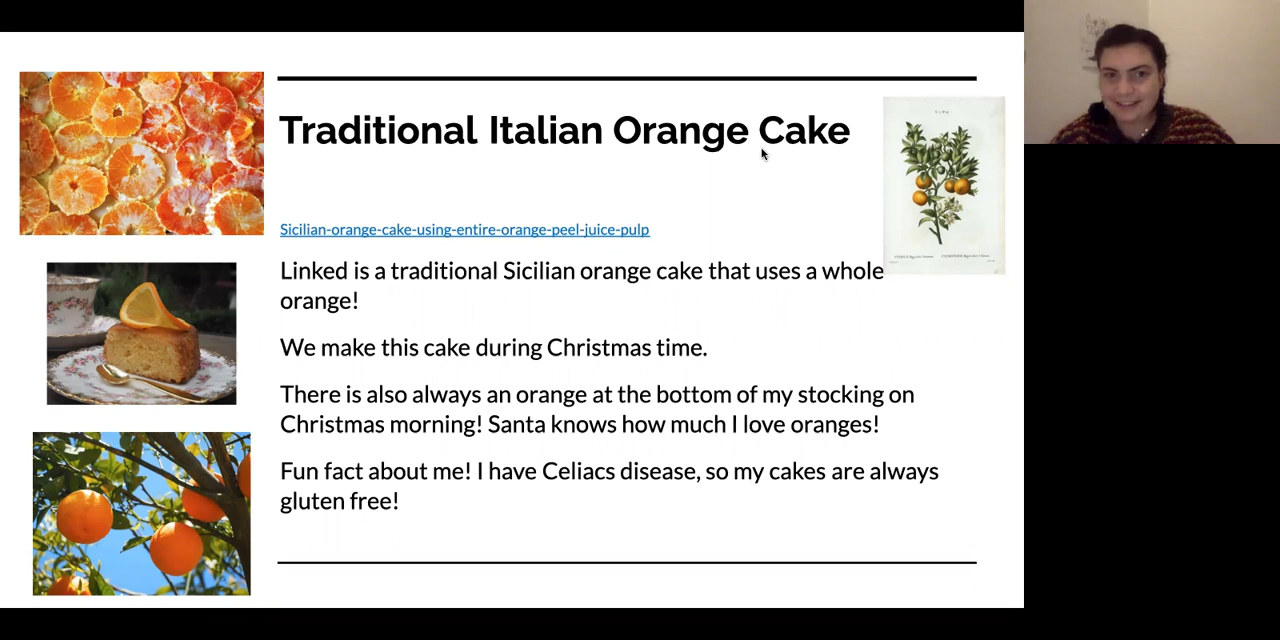 Traditional Italian Orange Cake
Sicilian-orange-cake-using-entire-orange-peel-juice-pulp
Linked is a traditional Sicilian orange cake that uses a whole
orange!
We make this cake during Christmas time.
There is also always an orange at the bottom of my stocking on
Christmas morning! Santa knows how much I love oranges!
Fun fact about me! I have Celiacs disease, so my cakes are always
gluten free!